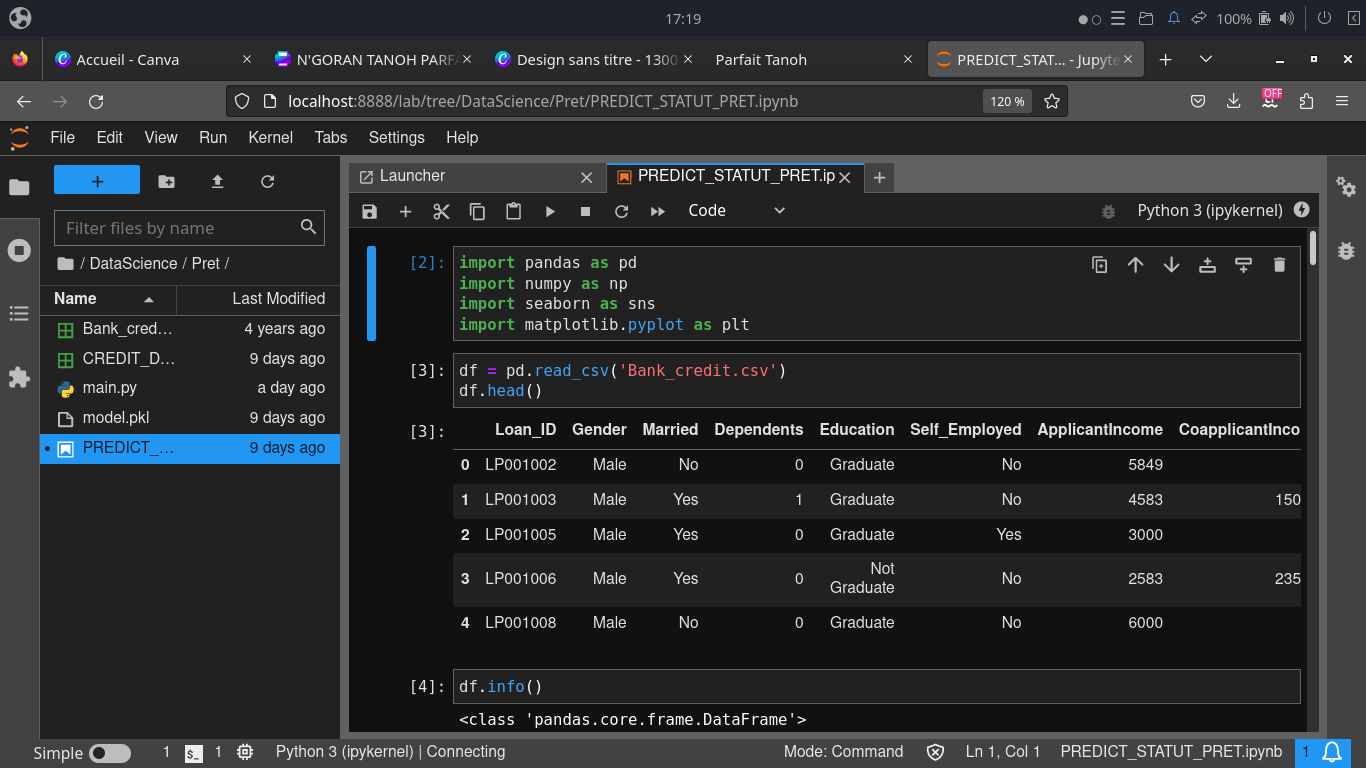 17:19
100%
Accueil - Canva
N'GORAN TANOH PARFA
Design sans titre - 1300
Parfait Tanoh
PREDICT_STAT... - Jupyte
localhost:8888/lab/tree/DataScience/Pret/PREDICT_STATUT_PRET.ipynb
120 %
OFF
File Edit View Run Kernel Tabs Settings Help
Launcher
PREDICT_STATUT_PRET.ip
Filter files by name
/ DataScience / Pret /
Name Last Modified
Bank_cred... 4 years ago
CREDIT_D... 9 days ago
main.py a day ago
model.pkl 9 days ago
PREDICT_... 9 days ago
Code
Python 3 (ipykernel)
[2]: import pandas as pd
import numpy as np
import seaborn as sns
import matplotlib.pyplot as plt
[3]: df = pd.read_csv('Bank_credit.csv')
df.head()
[3]: Loan_ID Gender Married Dependents Education Self_Employed ApplicantIncome CoapplicantInco
0 LP001002 Male No 0 Graduate No 5849
1 LP001003 Male Yes 1 Graduate No 4583 150
2 LP001005 Male Yes 0 Graduate Yes 3000
3 LP001006 Male Yes 0 Not Graduate No 2583 235
4 LP001008 Male No 0 Graduate No 6000
[4]: df.info()
<class 'pandas.core.frame.DataFrame'>
Simple 1 $_ 1 Python 3 (ipykernel) | Connecting Mode: Command Ln 1, Col 1 PREDICT_STATUT_PRET.ipynb 1